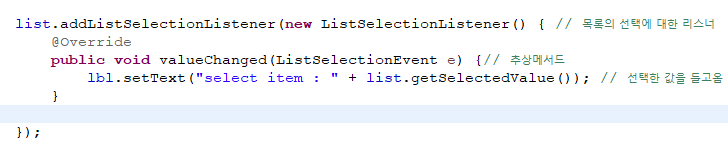 list.addListSelectionListener(new ListSelectionListener() { // 목록의 선택에 대한 리스너
@Override
public void valueChanged(ListSelectionEvent e) {// 추상메서드
lbl.setText("select item : " + list.getSelectedValue()); // 선택한 값을 들고옴
}
});